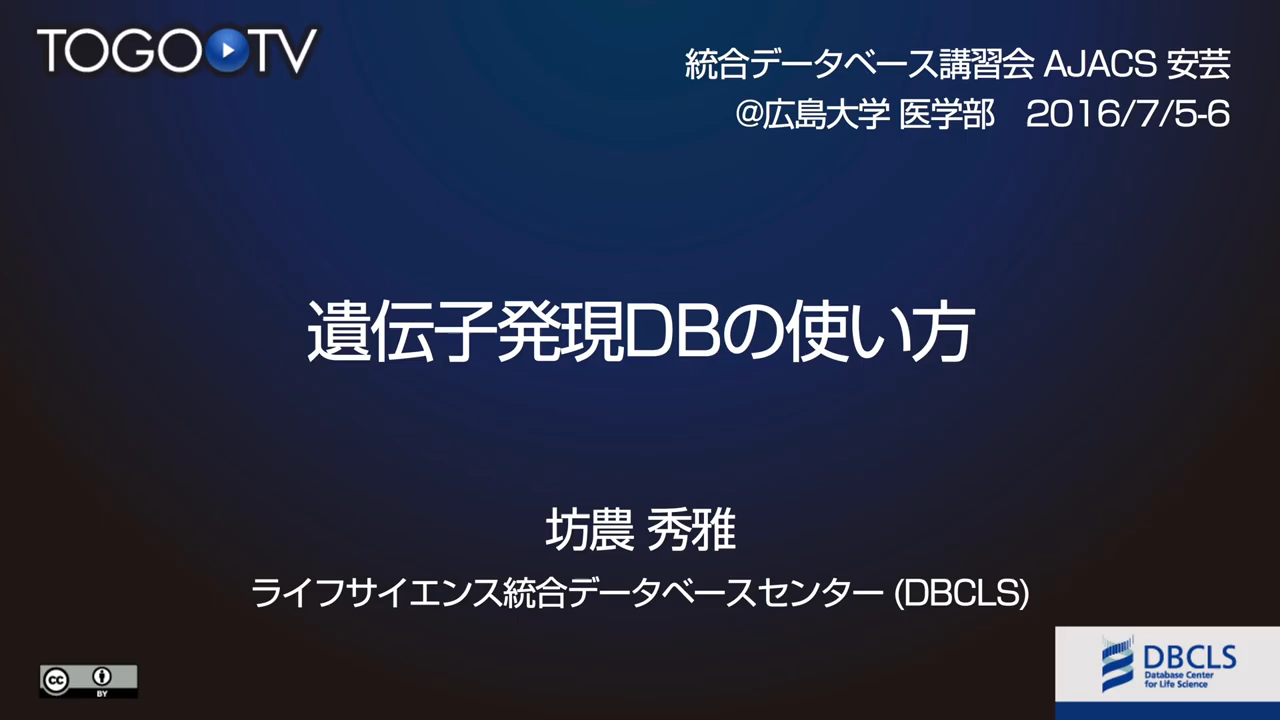 TOGO TV
統合データベース講習会 AJACS 安芸
@広島大学 医学部　2016/7/5-6
遺伝子発現DBの使い方
坊農 秀雅
ライフサイエンス統合データベースセンター (DBCLS)
cc
BY
DBCLS
Database Center
for Life Science